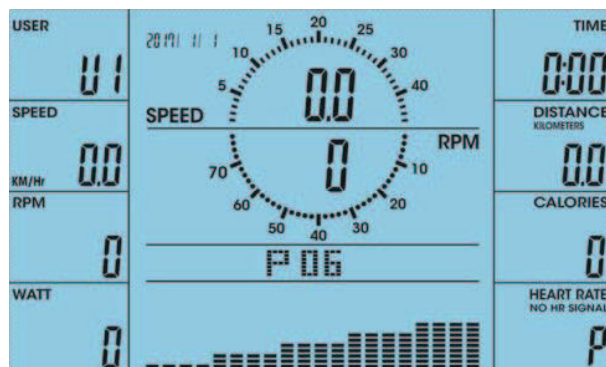 USER
U1
SPEED
KM/Hr 0.0
RPM
0
WATT
0
2017/ 1/ 1
5 10 15 20 25 30 40
0.0
SPEED
RPM
0
70 60 50 40 30 20 10
P 06
TIME
0:00
DISTANCE
KILOMETERS
0.0
CALORIES
0
HEART RATE
NO HR SIGNAL
P